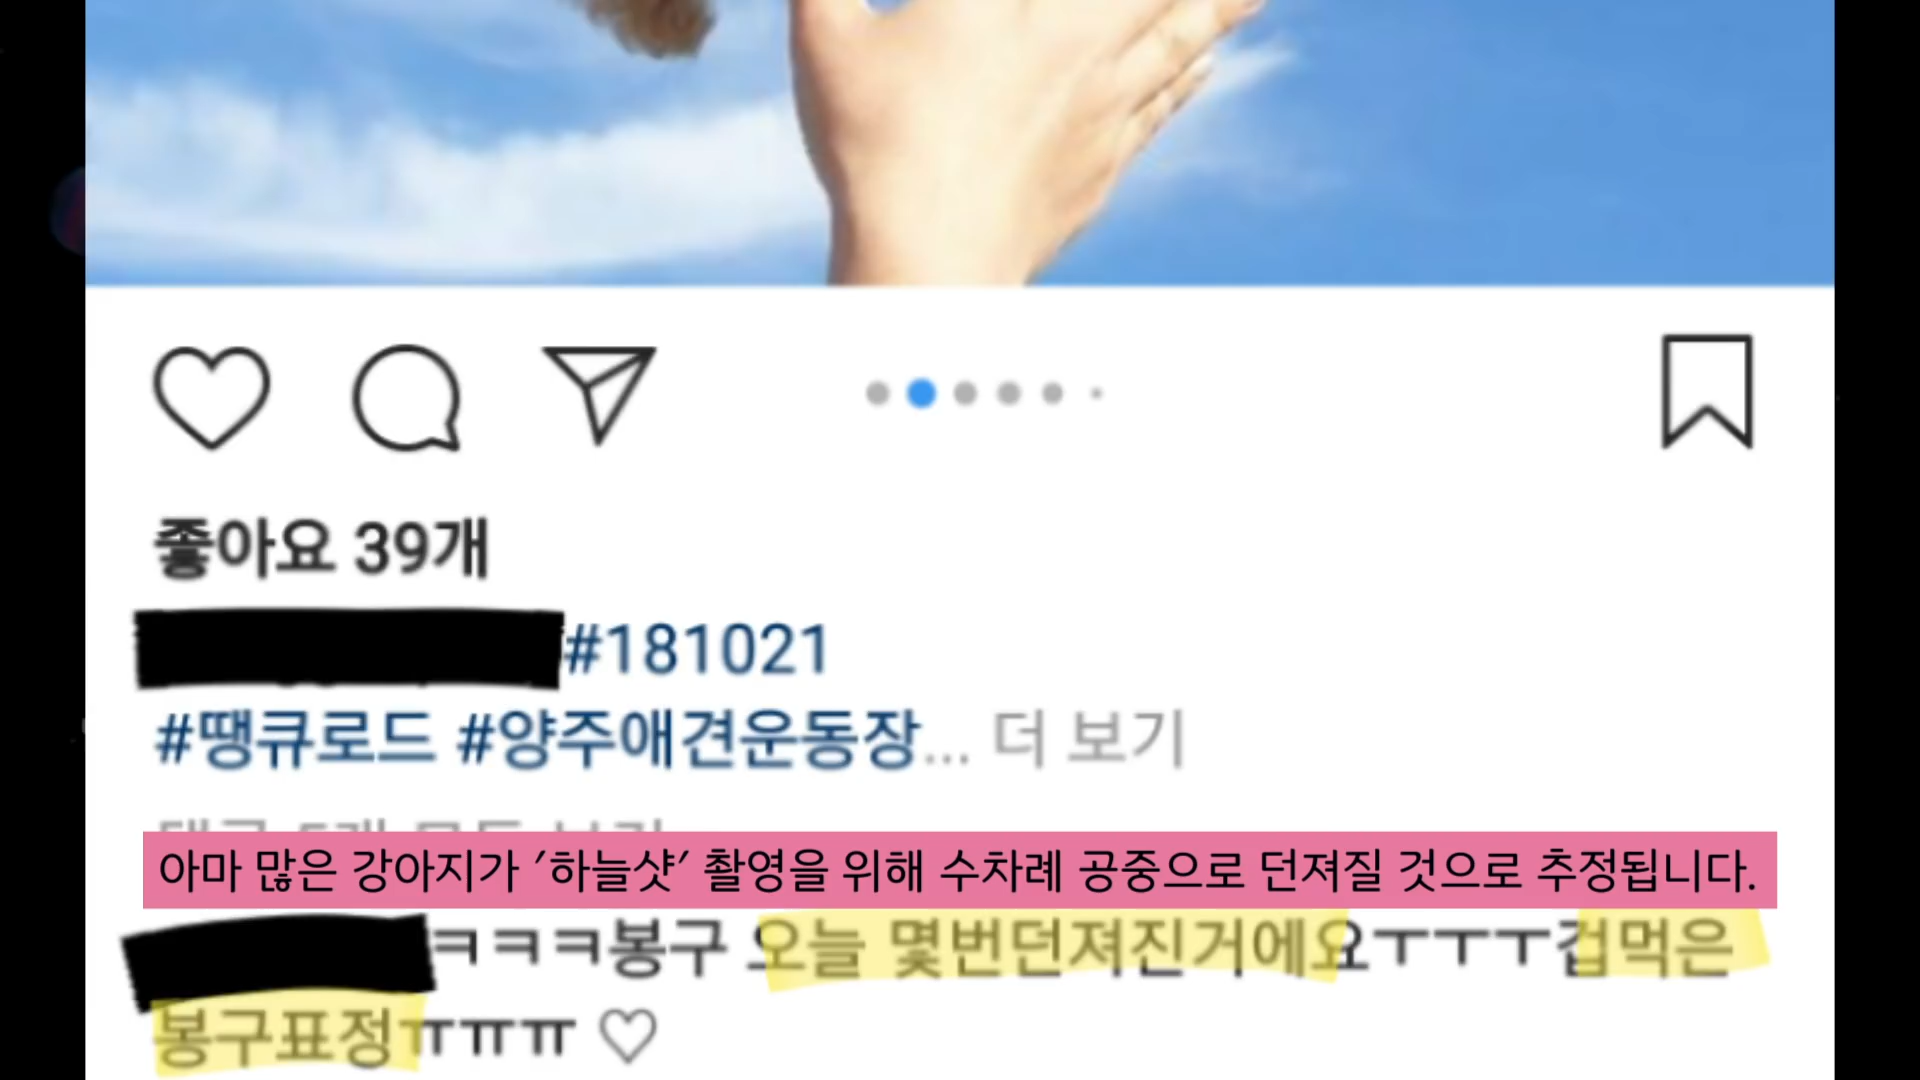 좋아요 39개
#181021
#땡큐로드 #양주애견운동장... 더 보기
아마 많은 강아지가 '하늘샷' 촬영을 위해 수차례 공중으로 던져질 것으로 추정됩니다.
ㅋㅋㅋ봉구 오늘 몇번던져진거에요ㅜㅜㅜ겁먹은
봉구표정ㅠㅠㅠ ♡